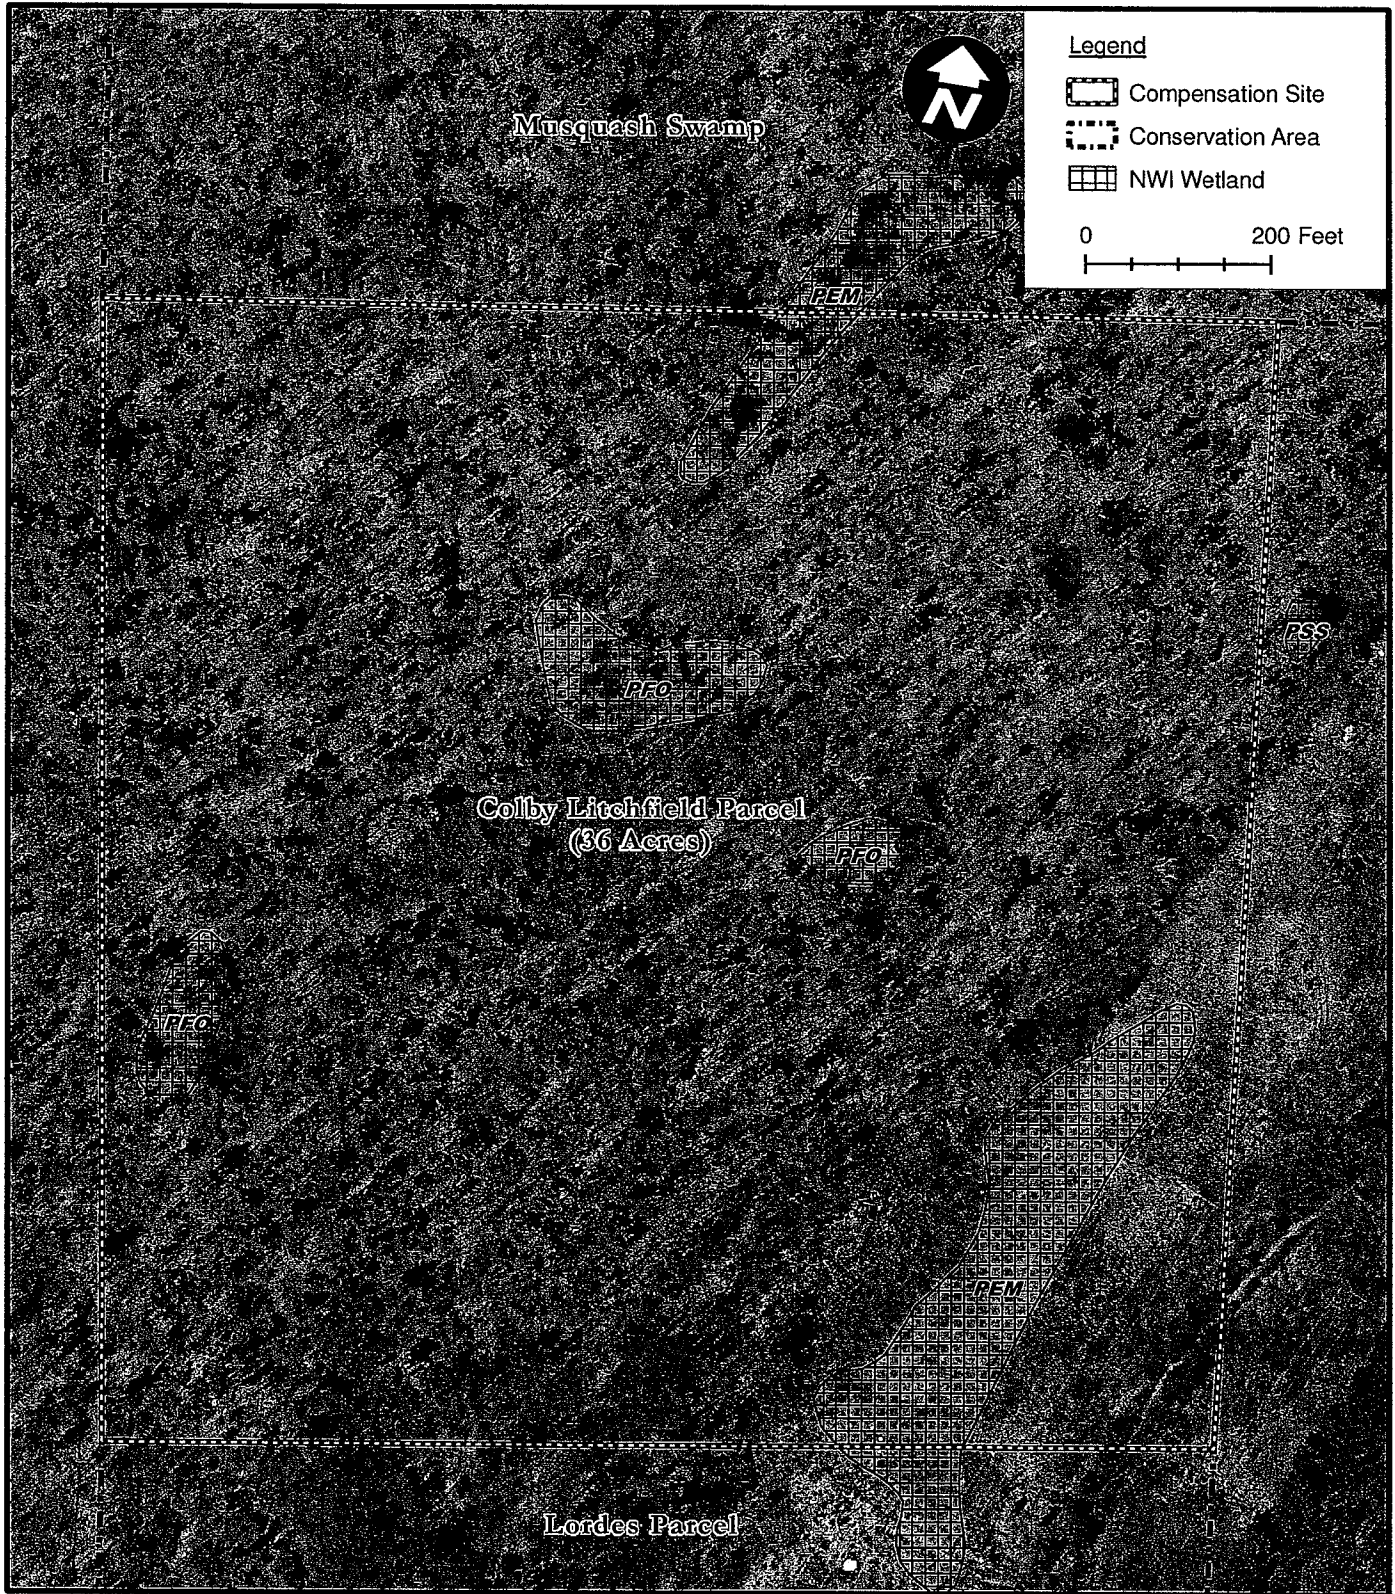 Legend
Compensation Site
Conservation Area
NWI Wetland
0 200 Feet
N
Musquash Swamp
PEM
PSS
PFO
Colby Litchfield Parcel
(36 Acres)
PFO
PFO
PEM
Lordes Parcel